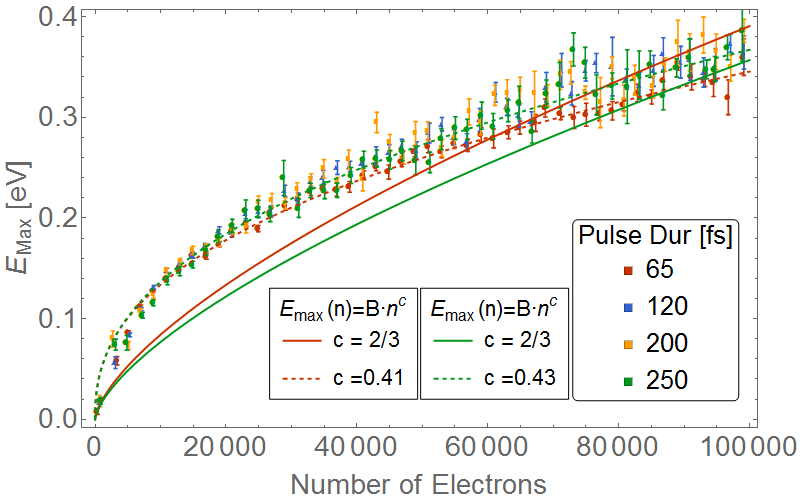 0.4
0.3
0.2
0.1
0.0
E_Max [eV]
0
20 000
40 000
60 000
80 000
100 000
Number of Electrons
E_max (n)=B·n^c
c = 2/3
c =0.41
E_max (n)=B·n^c
c = 2/3
c =0.43
Pulse Dur [fs]
65
120
200
250